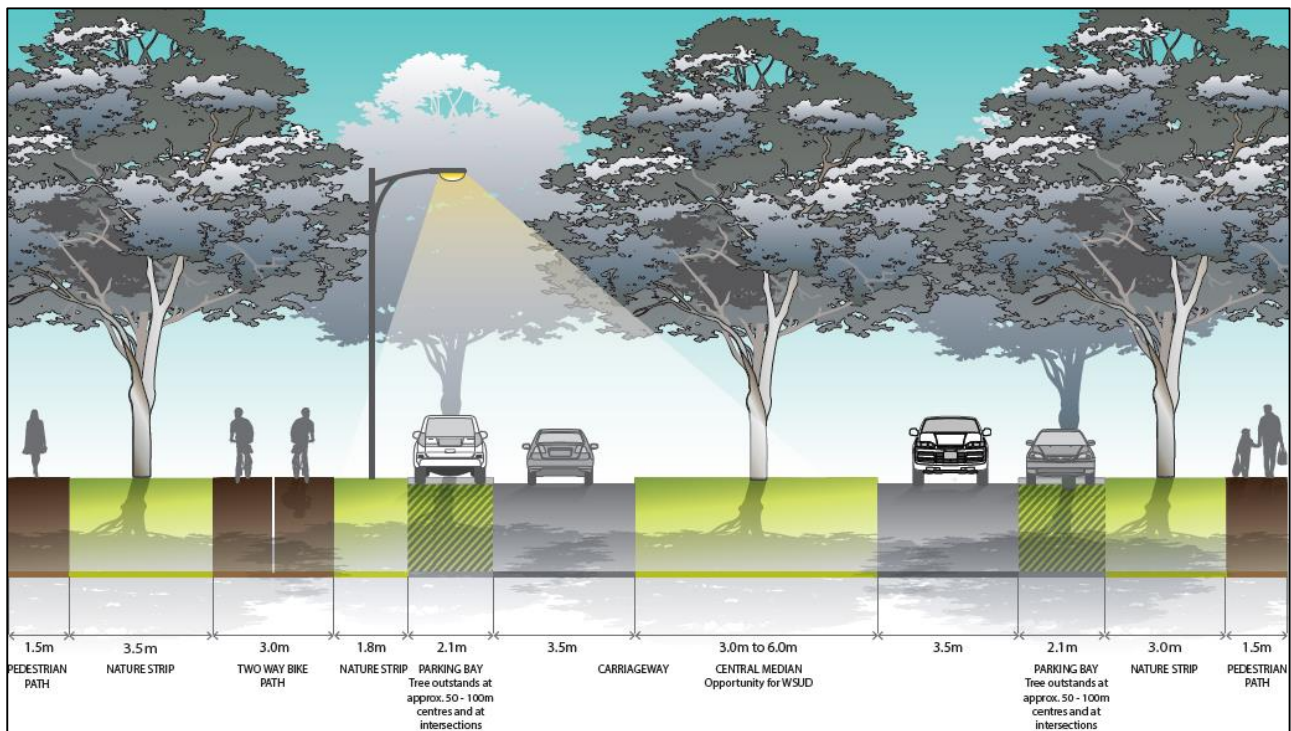 1.5m
PEDESTRIAN
PATH
3.5m
NATURE STRIP
3.0m
TWO WAY BIKE
PATH
1.8m
NATURE STRIP
2.1m
PARKING BAY
Tree outstands at
approx. 50 - 100m
centres and at
intersections
3.5m
CARRIAGEWAY
3.0m to 6.0m
CENTRAL MEDIAN
Opportunity for WSUD
3.5m
2.1m
PARKING BAY
Tree outstands at
approx. 50 - 100m
centres and at
intersections
3.0m
NATURE STRIP
1.5m
PEDESTRIAN
PATH